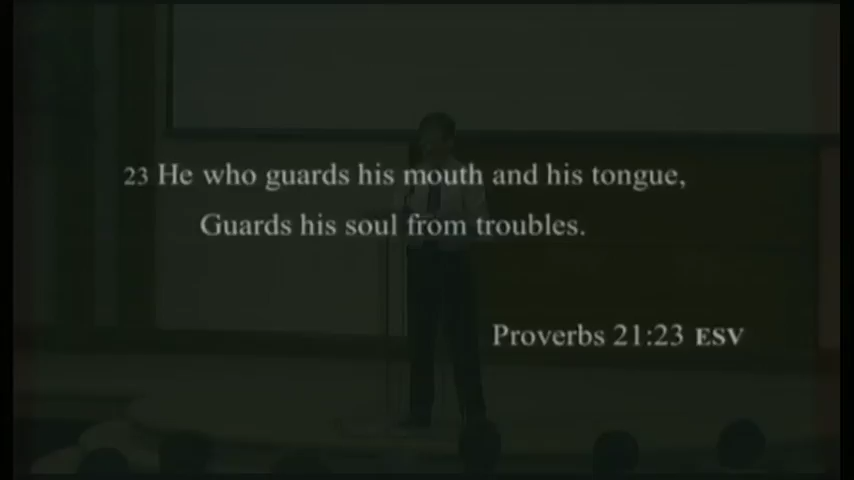 23 He who guards his mouth and his tongue,
Guards his soul from troubles.
Proverbs 21:23 ESV